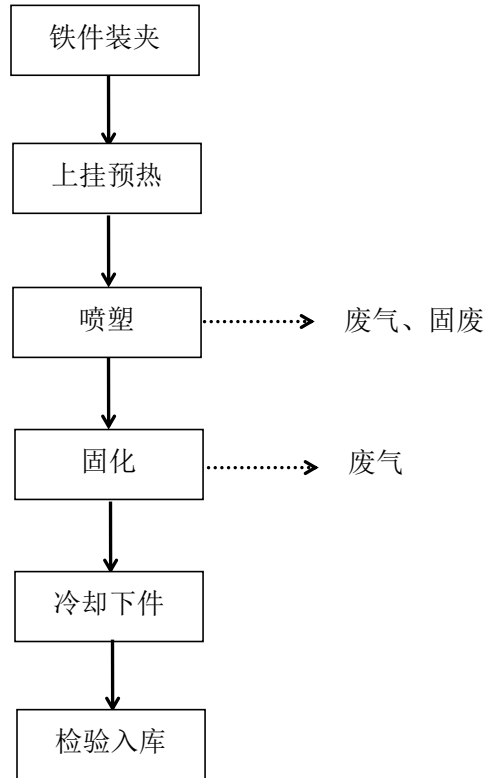 铁件装夹
上挂预热
喷塑
废气、固废
固化
废气
冷却下件
检验入库